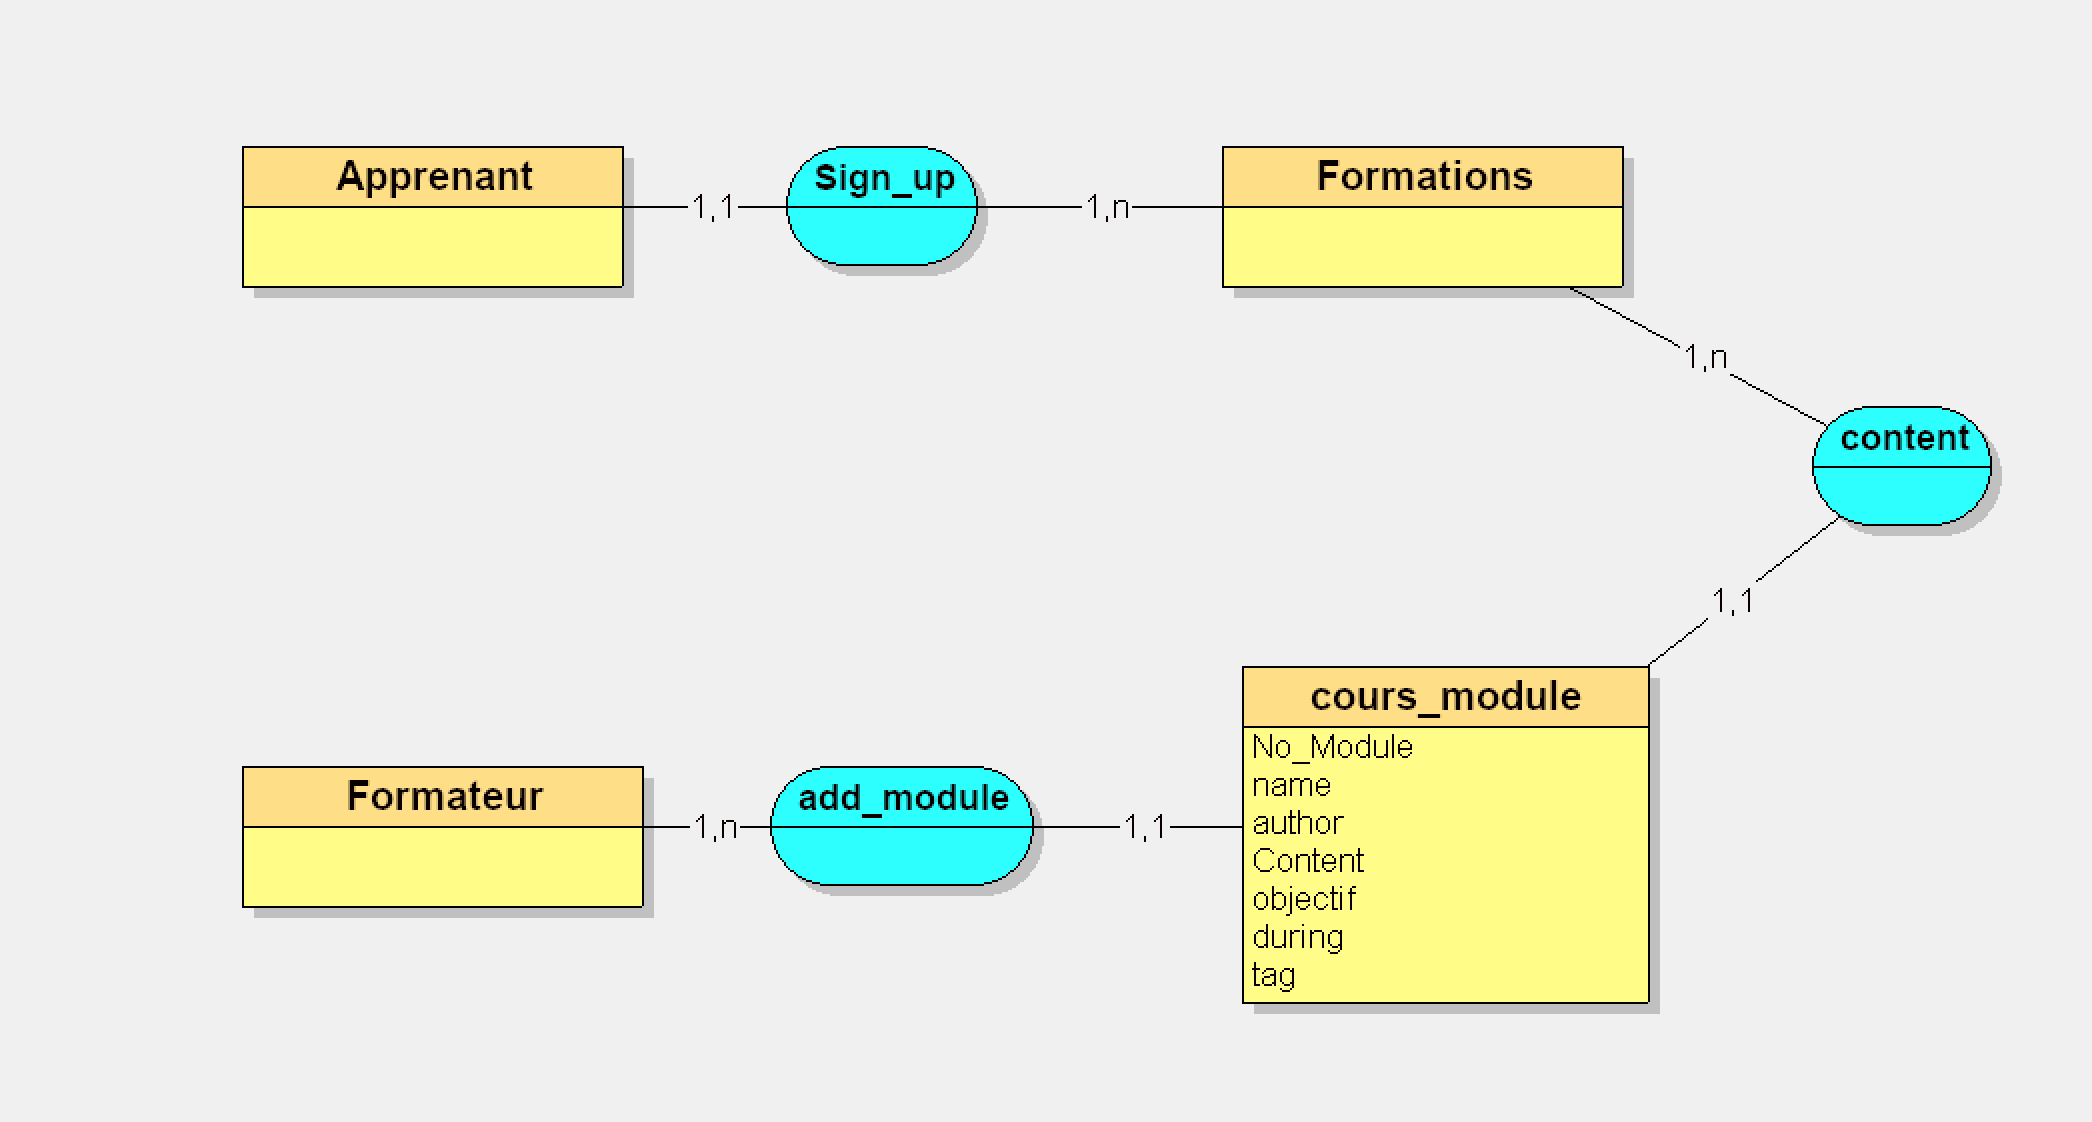 Apprenant
1,1
Sign_up
1,n
Formations
1,n
content
1,1
cours_module
No_Module
name
author
Content
objectif
during
tag
Formateur
1,n
add_module
1,1